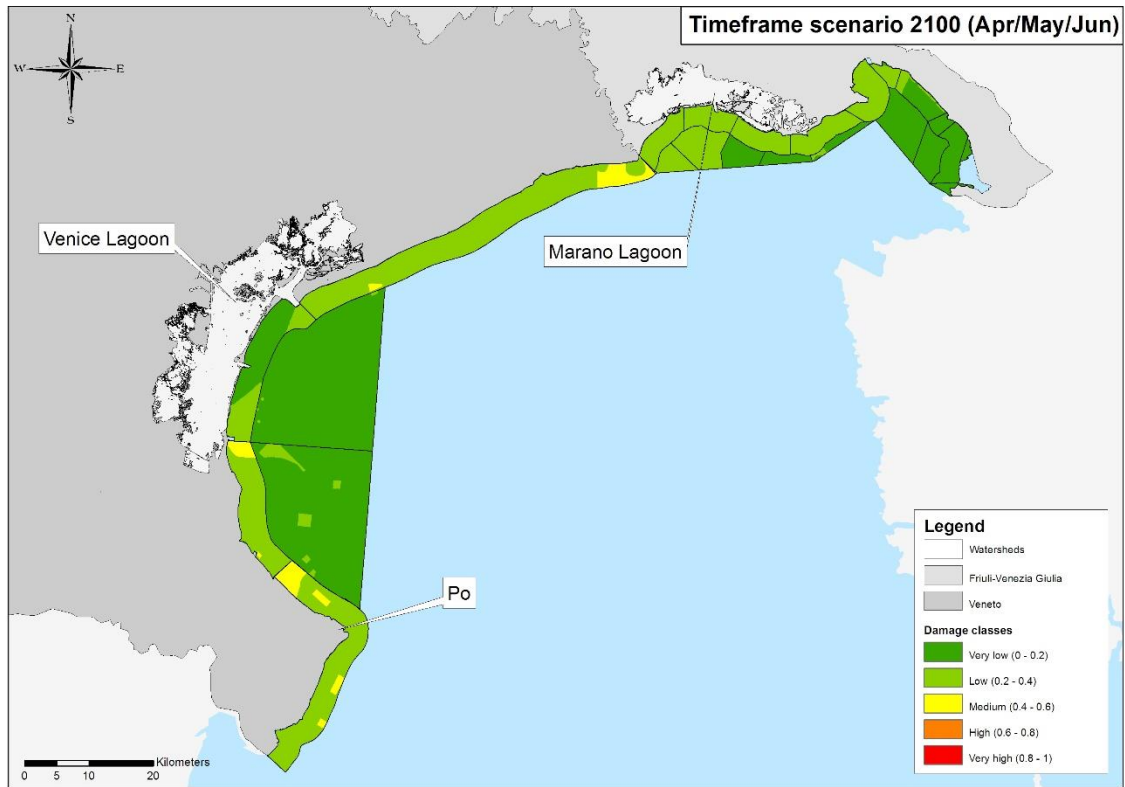 Timeframe scenario 2100 (Apr/May/Jun)
N
W
E
S
Venice Lagoon
Marano Lagoon
Po
Legend
Watersheds
Friuli-Venezia Giulia
Veneto
Damage classes
Very low (0 - 0.2)
Low (0.2 - 0.4)
Medium (0.4 - 0.6)
High (0.6 - 0.8)
Very high (0.8 - 1)
Kilometers
0 5 10 20